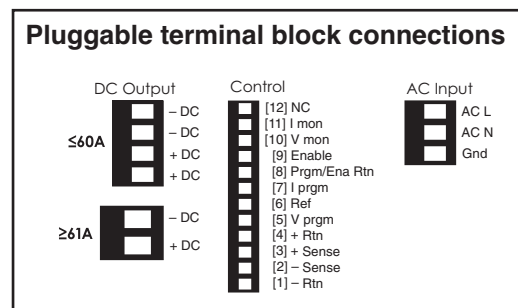 Pluggable terminal block connections
DC Output
≤60A
– DC
– DC
+ DC
+ DC
≥61A
– DC
+ DC
Control
[12] NC
[11] I mon
[10] V mon
[9] Enable
[8] Prgm/Ena Rtn
[7] I prgm
[6] Ref
[5] V prgm
[4] + Rtn
[3] + Sense
[2] – Sense
[1] – Rtn
AC Input
AC L
AC N
Gnd